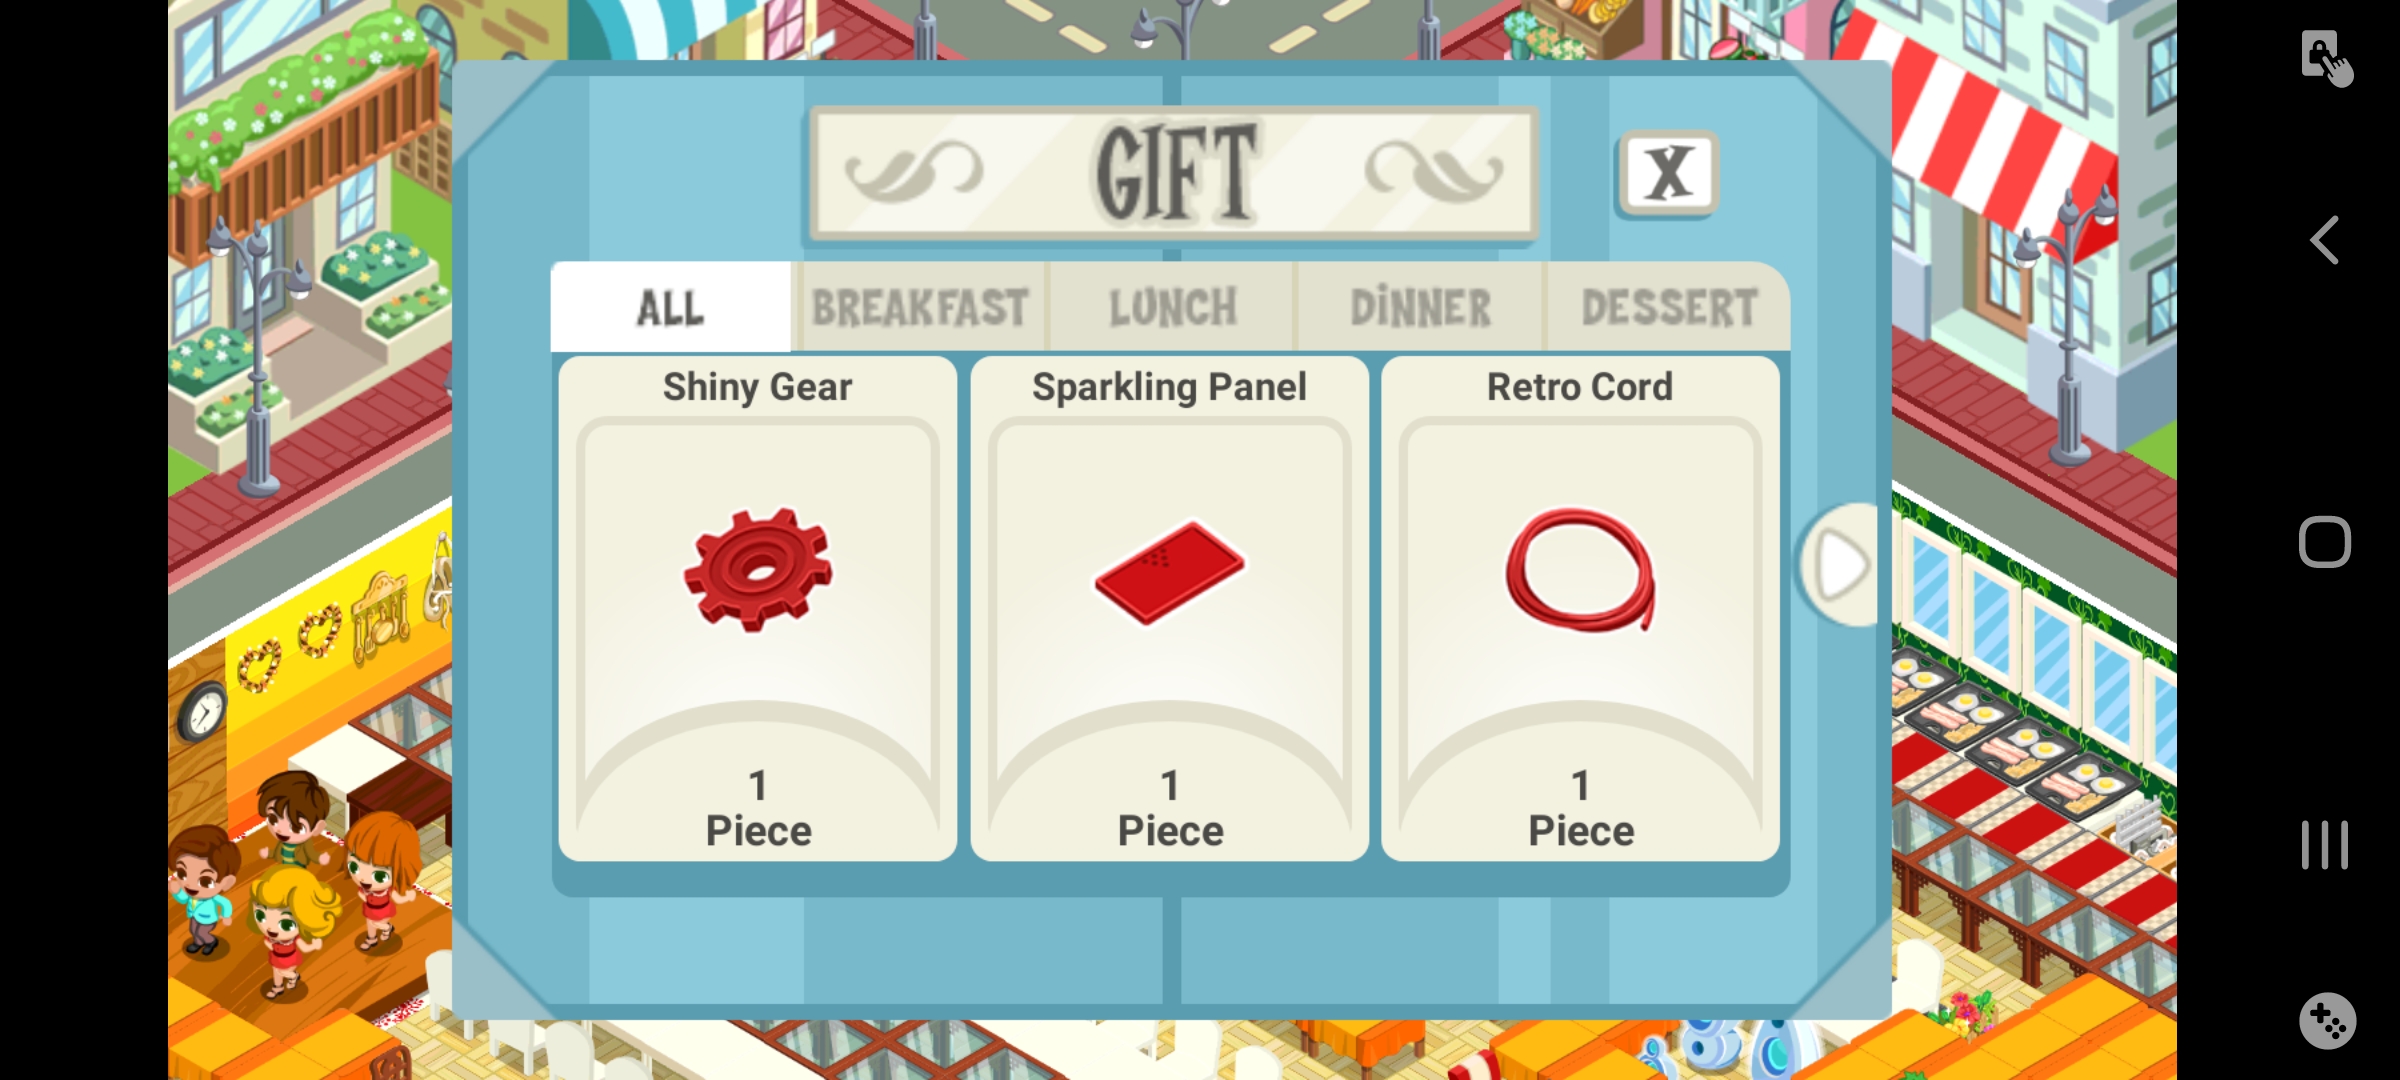 GIFT
X
ALL
BREAKFAST
LUNCH
DINNER
DESSERT
Shiny Gear
Sparkling Panel
Retro Cord
1
Piece
1
Piece
1
Piece